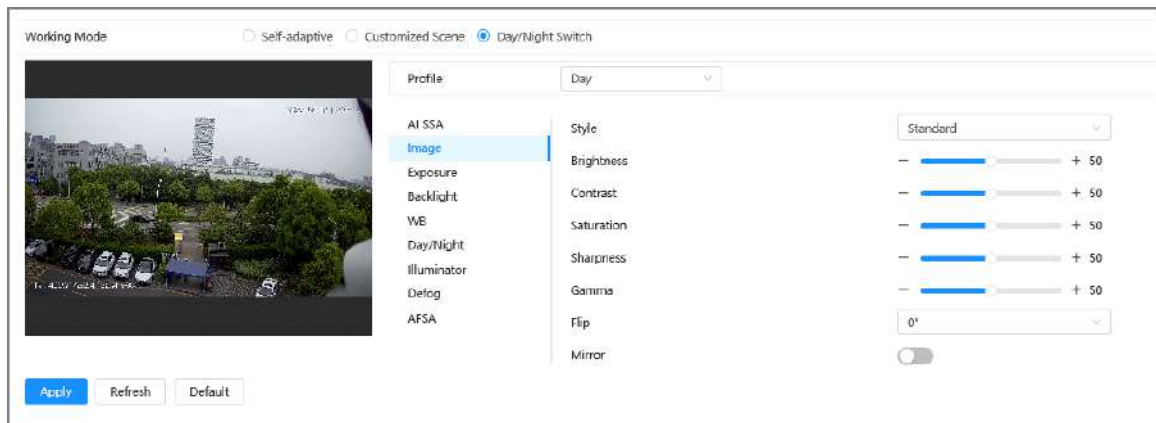 Working Mode
Self-adaptive
Customized Scene
Day/Night Switch
Profile
Day
AI SSA
Image
Exposure
Backlight
WB
Day/Night
Illuminator
Defog
AFSA
Style
Standard
Brightness
− + 50
Contrast
− + 50
Saturation
− + 50
Sharpness
− + 50
Gamma
− + 50
Flip
0°
Mirror
Apply
Refresh
Default